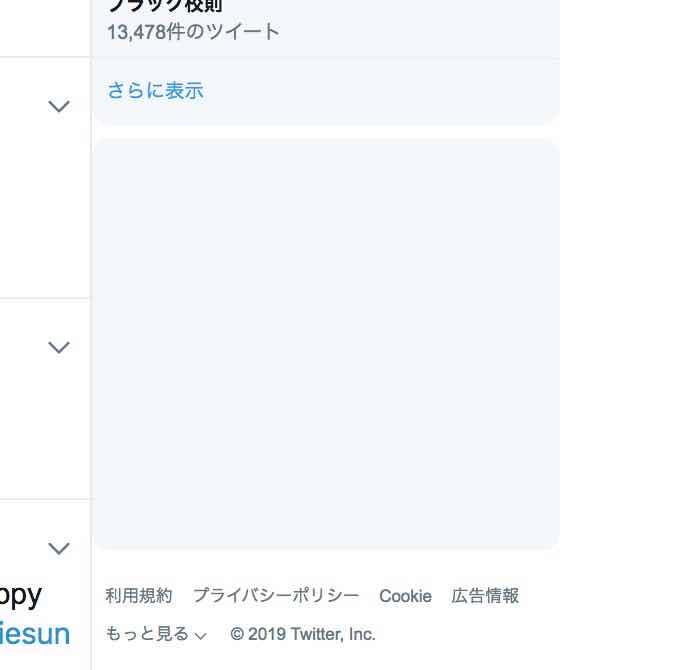 ブラック校則
13,478件のツイート
さらに表示
利用規約 プライバシーポリシー Cookie 広告情報
もっと見る © 2019 Twitter, Inc.
opy
iesun